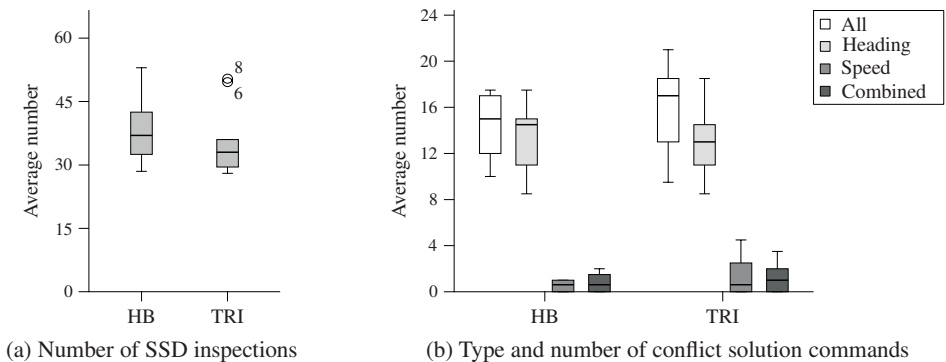 60
45
30
15
0
Average number
8
6
HB
TRI
(a) Number of SSD inspections
24
20
16
12
8
4
0
Average number
All
Heading
Speed
Combined
HB
TRI
(b) Type and number of conflict solution commands